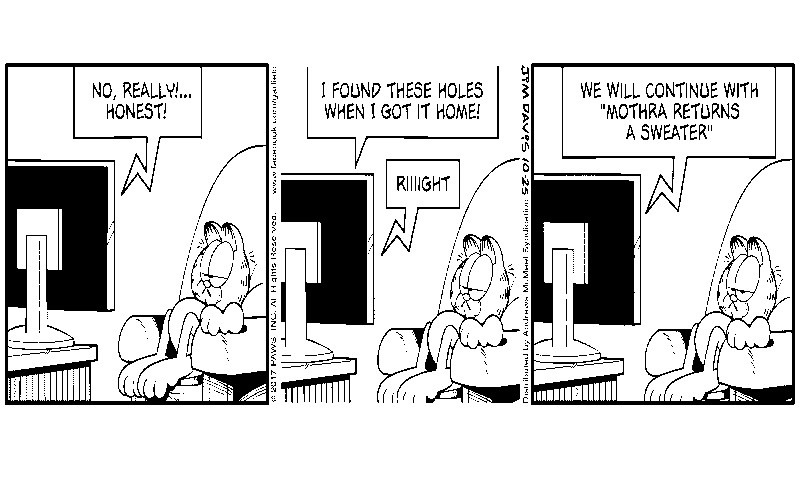 NO, REALLY!...
HONEST!
© 2017 PAWS, INC. All Rights Reserved.
I FOUND THESE HOLES
WHEN I GOT IT HOME!
RIIIIGHT
JIM DAVIS 10-25
Distributed by Andrews McMeel Syndication
WE WILL CONTINUE WITH
"MOTHRA RETURNS
A SWEATER"